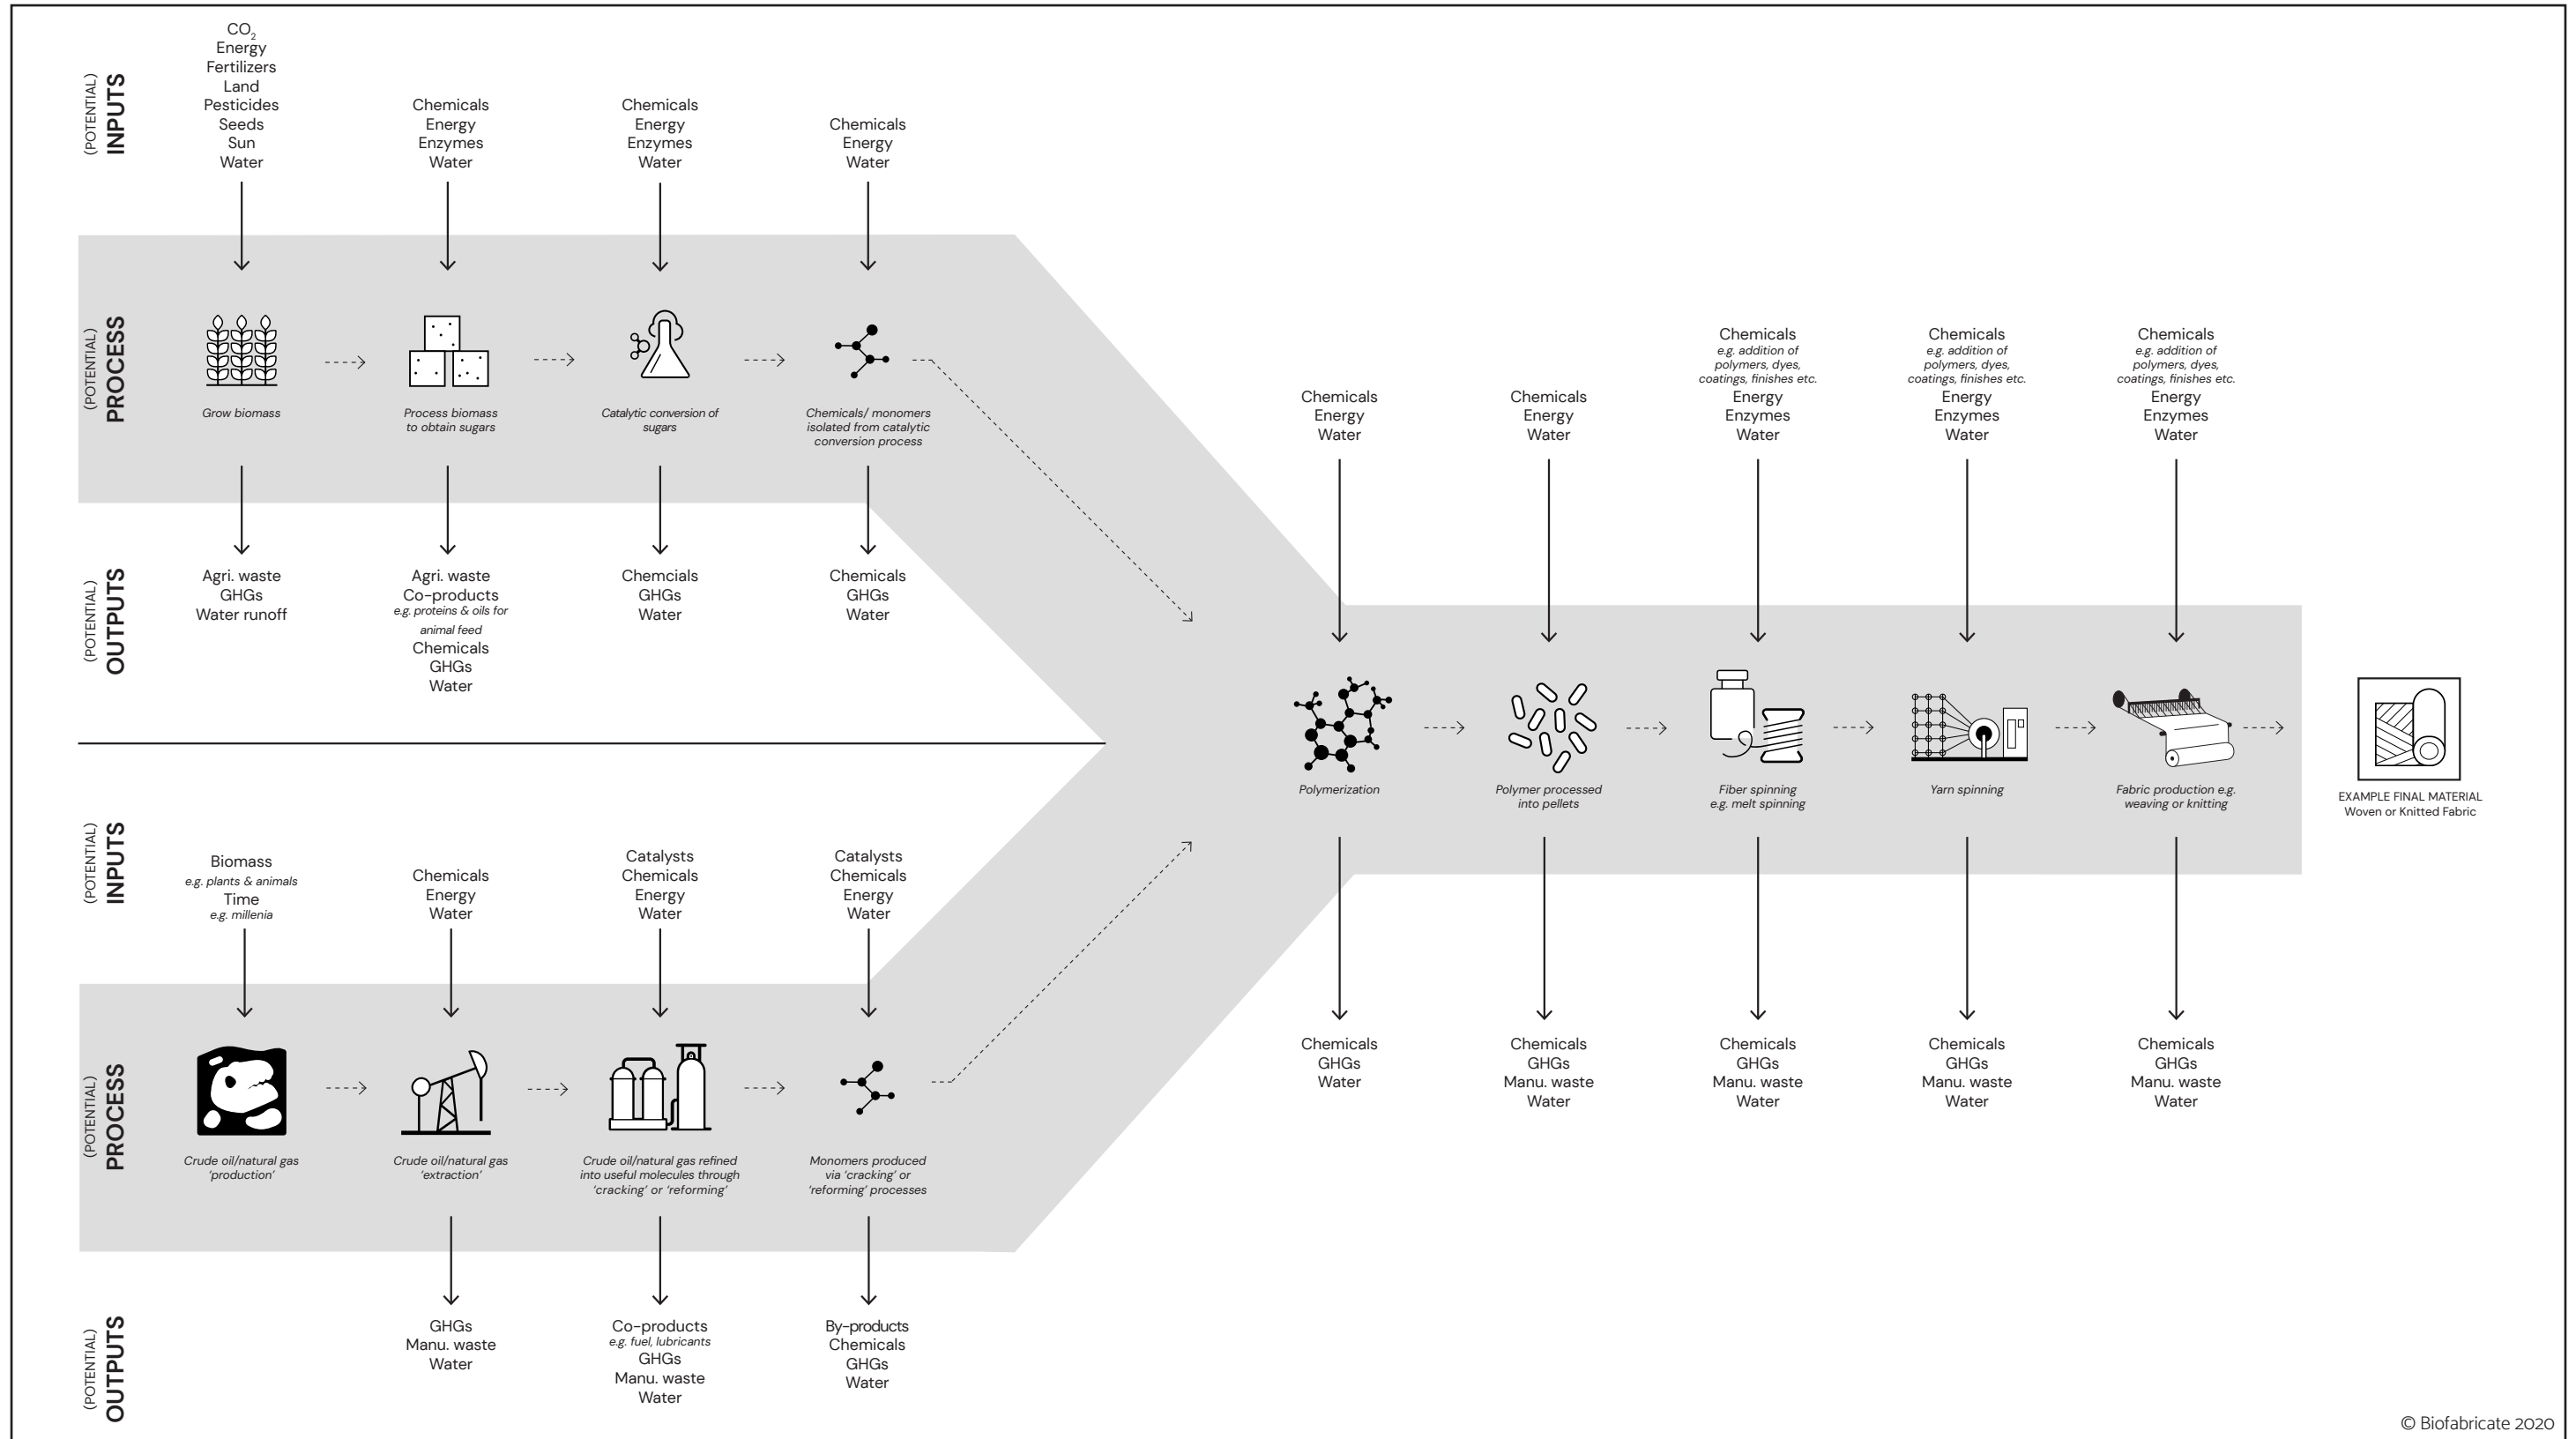 (POTENTIAL)
INPUTS
CO2
Energy
Fertilizers
Land
Pesticides
Seeds
Sun
Water
Chemicals
Energy
Enzymes
Water
Chemicals
Energy
Enzymes
Water
Chemicals
Energy
Water
(POTENTIAL)
PROCESS
Grow biomass
Process biomass
to obtain sugars
Catalytic conversion of
sugars
Chemicals/ monomers
isolated from catalytic
conversion process
(POTENTIAL)
OUTPUTS
Agri. waste
GHGs
Water runoff
Agri. waste
Co-products
e.g. proteins & oils for
animal feed
Chemicals
GHGs
Water
Chemcials
GHGs
Water
Chemicals
GHGs
Water
(POTENTIAL)
INPUTS
Biomass
e.g. plants & animals
Time
e.g. millenia
Chemicals
Energy
Water
Catalysts
Chemicals
Energy
Water
Catalysts
Chemicals
Energy
Water
(POTENTIAL)
PROCESS
Crude oil/natural gas
‘production’
Crude oil/natural gas
‘extraction’
Crude oil/natural gas refined
into useful molecules through
‘cracking’ or ‘reforming’
Monomers produced
via ‘cracking’ or
‘reforming’ processes
(POTENTIAL)
OUTPUTS
GHGs
Manu. waste
Water
Co-products
e.g. fuel, lubricants
GHGs
Manu. waste
Water
By-products
Chemicals
GHGs
Water
Chemicals
Energy
Water
Chemicals
Energy
Water
Chemicals
e.g. addition of
polymers, dyes,
coatings, finishes etc.
Energy
Enzymes
Water
Chemicals
e.g. addition of
polymers, dyes,
coatings, finishes etc.
Energy
Enzymes
Water
Chemicals
e.g. addition of
polymers, dyes,
coatings, finishes etc.
Energy
Enzymes
Water
Polymerization
Polymer processed
into pellets
Fiber spinning
e.g. melt spinning
Yarn spinning
Fabric production e.g.
weaving or knitting
EXAMPLE FINAL MATERIAL
Woven or Knitted Fabric
Chemicals
GHGs
Water
Chemicals
GHGs
Manu. waste
Water
Chemicals
GHGs
Manu. waste
Water
Chemicals
GHGs
Manu. waste
Water
Chemicals
GHGs
Manu. waste
Water
© Biofabricate 2020